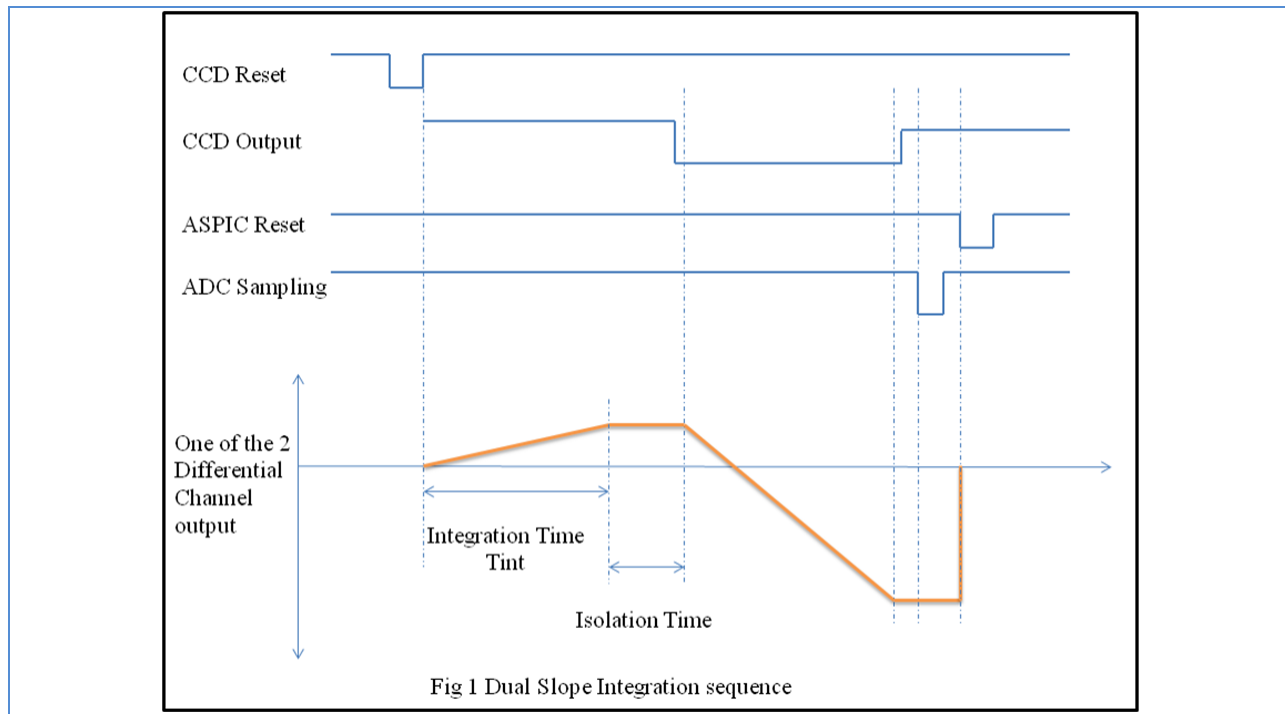 CCD Reset
CCD Output
ASPIC Reset
ADC Sampling
One of the 2
Differential
Channel
output
Integration Time
Tint
Isolation Time
Fig 1 Dual Slope Integration sequence